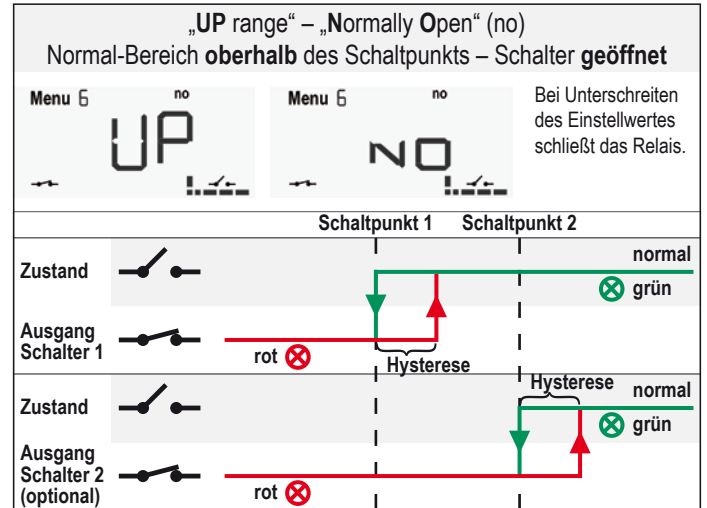 „UP range“ – „Normally Open“ (no)
Normal-Bereich oberhalb des Schaltpunkts – Schalter geöffnet
Menu 6 no
UP
Menu 6 no
NO
Bei Unterschreiten
des Einstellwertes
schließt das Relais.
Schaltpunkt 1 Schaltpunkt 2
Zustand
normal
grün
Ausgang
Schalter 1
rot
Hysterese
Zustand
Hysterese
normal
grün
Ausgang
Schalter 2
(optional)
rot